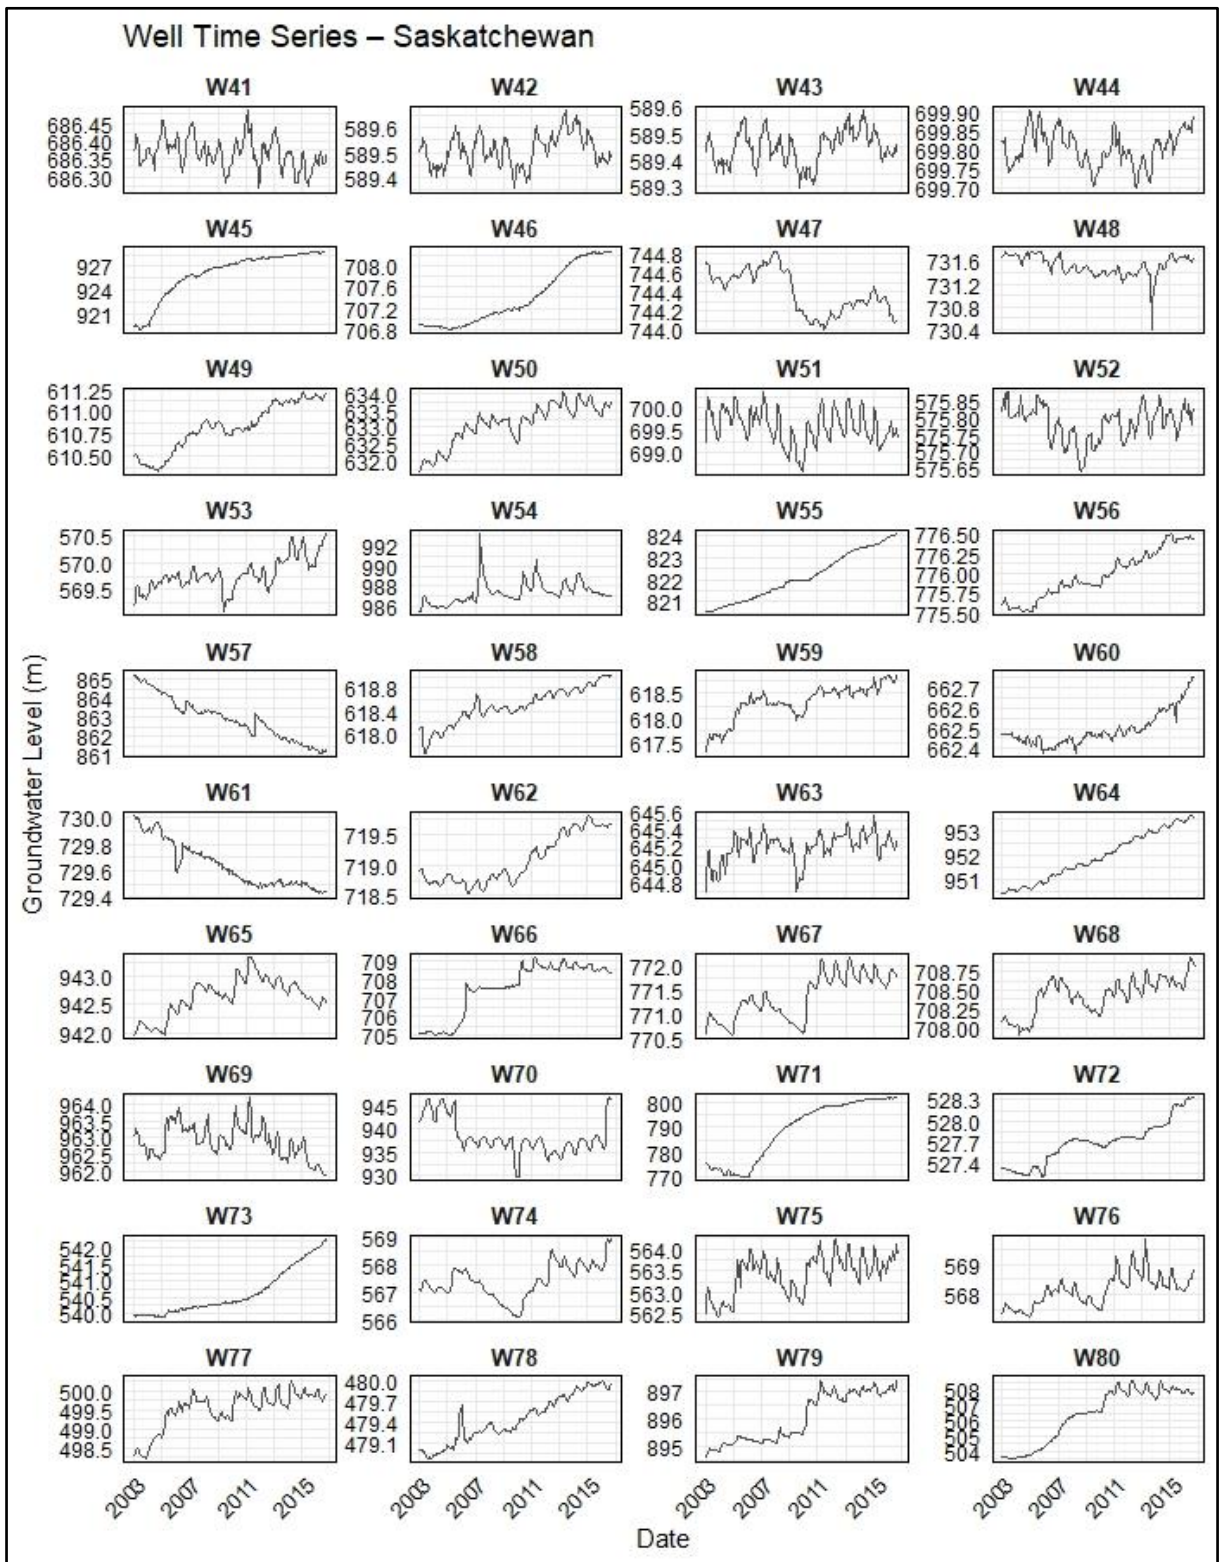 Well Time Series – Saskatchewan
W41 W42 W43 W44
686.45 686.40 686.35 686.30
589.6 589.5 589.4
589.6 589.5 589.4 589.3
699.90 699.85 699.80 699.75 699.70
W45 W46 W47 W48
927 924 921
708.0 707.6 707.2 706.8
744.8 744.6 744.4 744.2 744.0
731.6 731.2 730.8 730.4
W49 W50 W51 W52
611.25 611.00 610.75 610.50
634.0 633.5 633.0 632.5 632.0
700.0 699.5 699.0
575.85 575.80 575.75 575.70 575.65
W53 W54 W55 W56
570.5 570.0 569.5
992 990 988 986
824 823 822 821
776.50 776.25 776.00 775.75 775.50
W57 W58 W59 W60
865 864 863 862 861
618.8 618.4 618.0
618.5 618.0 617.5
662.7 662.6 662.5 662.4
W61 W62 W63 W64
730.0 729.8 729.6 729.4
719.5 719.0 718.5
645.6 645.4 645.2 645.0 644.8
953 952 951
W65 W66 W67 W68
943.0 942.5 942.0
709 708 707 706 705
772.0 771.5 771.0 770.5
708.75 708.50 708.25 708.00
W69 W70 W71 W72
964.0 963.5 963.0 962.5 962.0
945 940 935 930
800 790 780 770
528.3 528.0 527.7 527.4
W73 W74 W75 W76
542.0 541.5 541.0 540.5 540.0
569 568 567 566
564.0 563.5 563.0 562.5
569 568
W77 W78 W79 W80
500.0 499.5 499.0 498.5
480.0 479.7 479.4 479.1
897 896 895
508 507 506 505 504
2003 2007 2011 2015
2003 2007 2011 2015
2003 2007 2011 2015
2003 2007 2011 2015
Groundwater Level (m)
Date